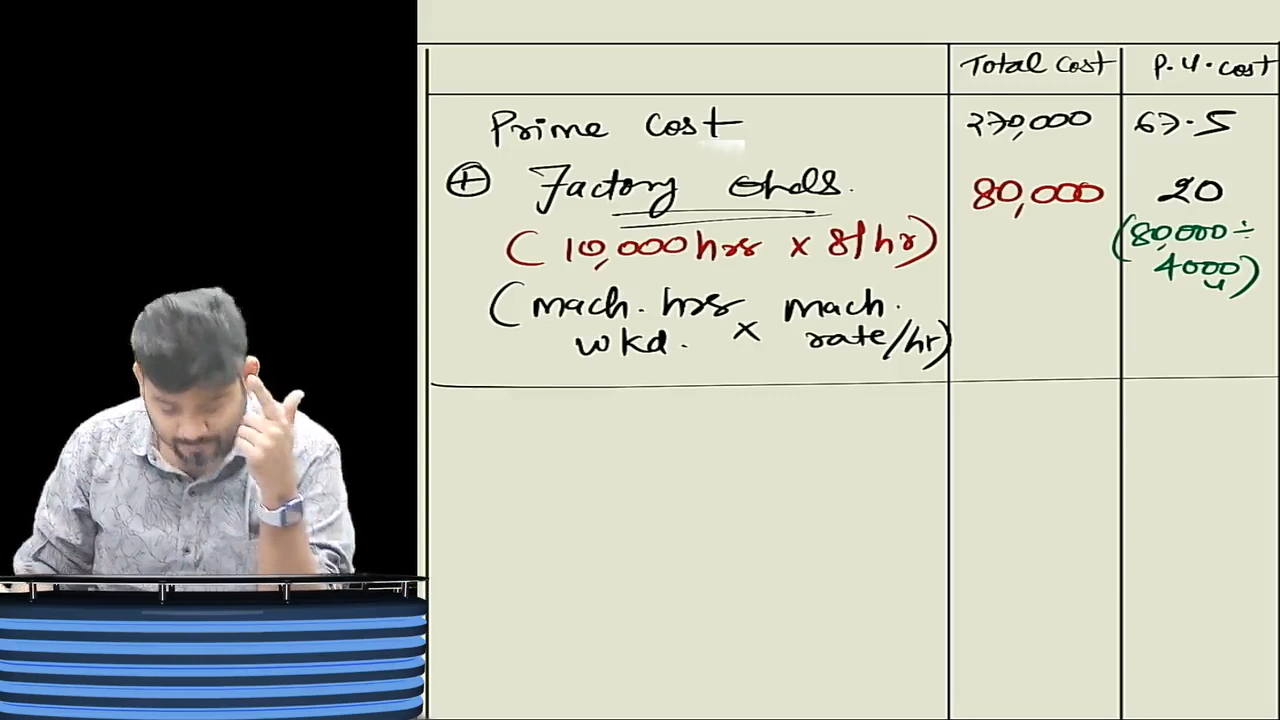 Total Cost P.U. cost
Prime Cost 270,000 67.5
+ Factory Ohds. 80,000 20
(10,000 hrs x 8/hr) (80,000 ÷
4000)
u
(mach. hrs x mach.
wkd. rate/hr)